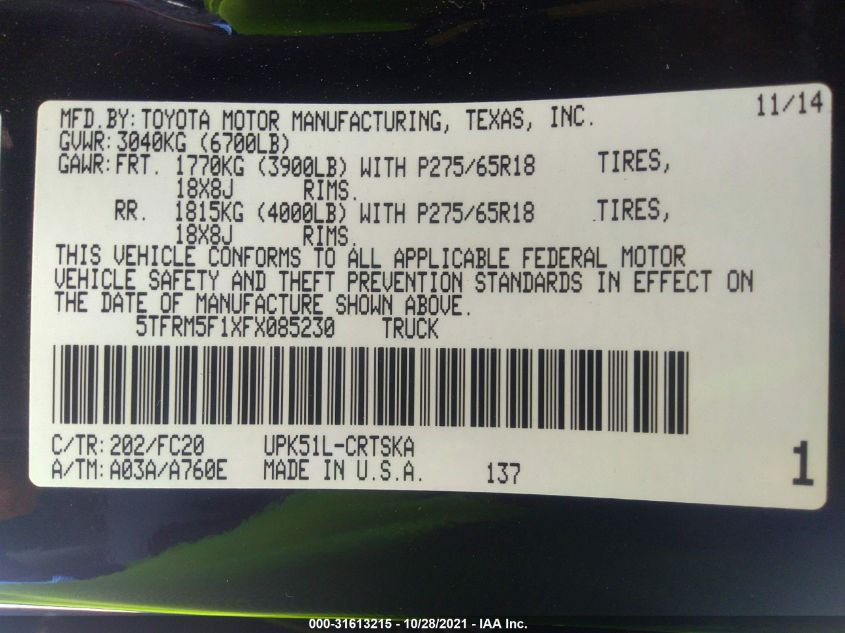 MFD.BY:TOYOTA MOTOR MANUFACTURING, TEXAS, INC. 11/14
GVWR:3040KG (6700LB)
GAWR:FRT. 1770KG (3900LB) WITH P275/65R18 TIRES,
18X8J RIMS.
RR. 1815KG (4000LB) WITH P275/65R18 TIRES,
18X8J RIMS.
THIS VEHICLE CONFORMS TO ALL APPLICABLE FEDERAL MOTOR
VEHICLE SAFETY AND THEFT PREVENTION STANDARDS IN EFFECT ON
THE DATE OF MANUFACTURE SHOWN ABOVE.
5TFRM5F1XFX085230 TRUCK
C/TR:202/FC20 UPK51L-CRTSKA
A/TM:A03A/A760E MADE IN U.S.A. 137 1
000-31613215 - 10/28/2021 - IAA Inc.